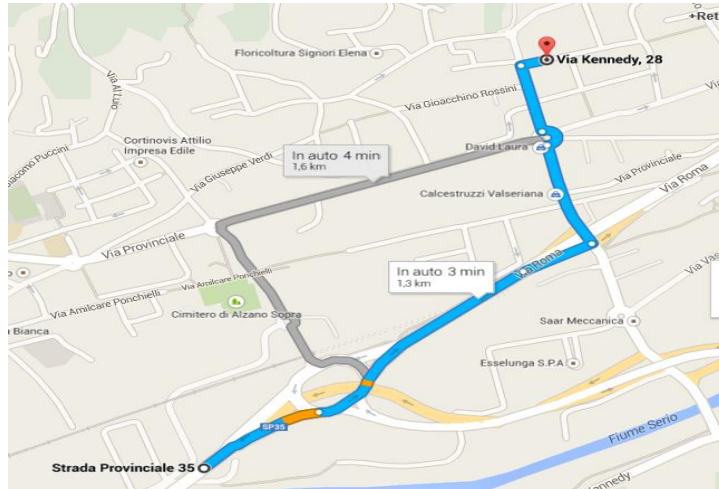 +Ret
Floricoltura Signori Elena
Via Kennedy, 28
Via Al Luio
Via Gioacchino Rossini
Cortinovis Attilio
Impresa Edile
Giacomo Puccini
Via Giuseppe Verdi
In auto 4 min
1,6 km
David Laura
Via Provinciale
Calcestruzzi Valseriana
Via Roma
Via Provinciale
In auto 3 min
1,3 km
Via Roma
Via Vas
Via Amilcare Ponchielli
Via Amilcare Ponchielli
Cimitero di Alzano Sopra
a Bianca
Saar Meccanica
Esselunga S.P.A
SP35
Fiume Serio
Strada Provinciale 35
Kennedy